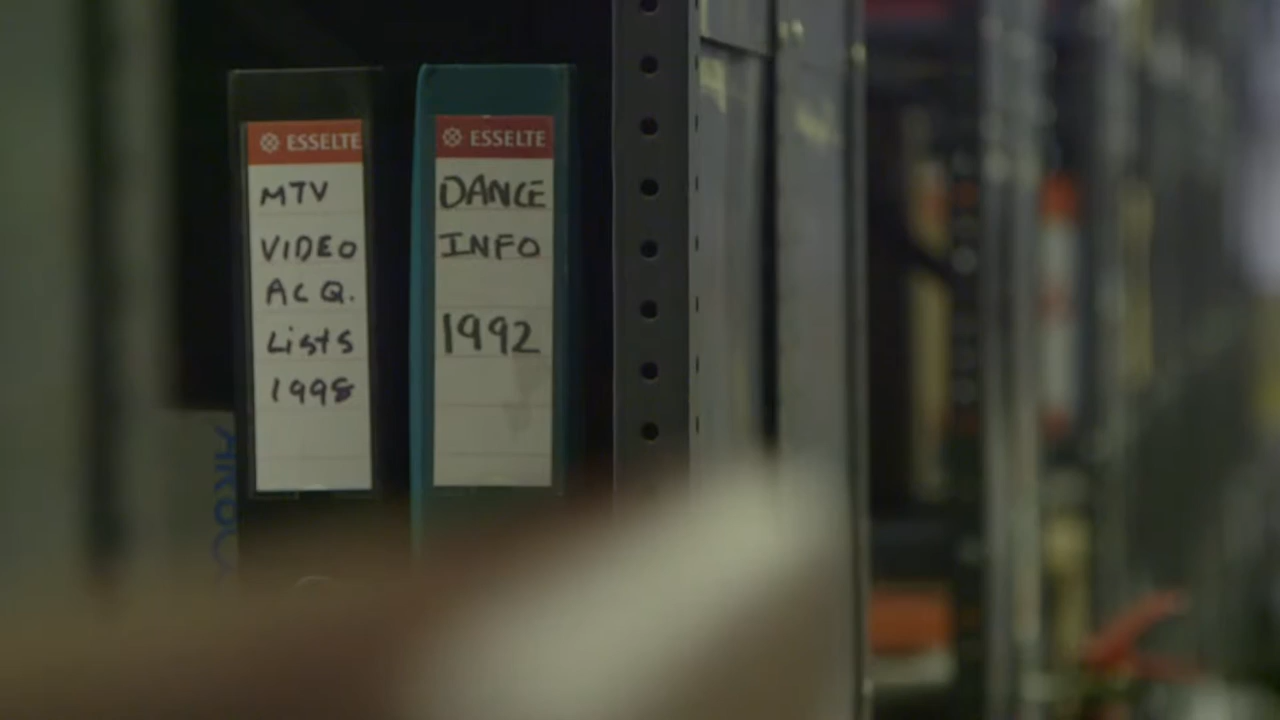 ESSELTE
MTV
VIDEO
ACQ.
Lists
1998
ESSELTE
DANCE
INFO
1992